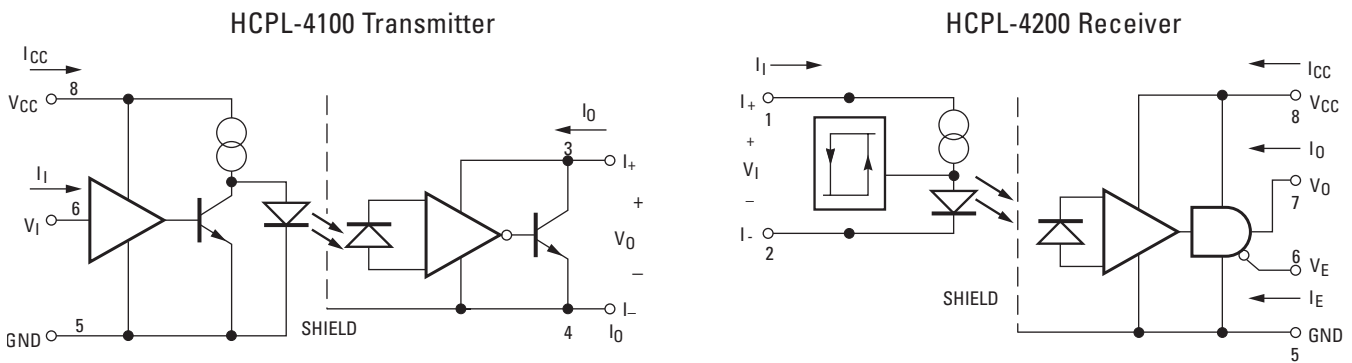 HCPL-4100 Transmitter
ICC
8
VCC
II
6
VI
5
GND
SHIELD
IO
3
I+
+
VO
–
I–
4
IO
HCPL-4200 Receiver
II
I+
1
+
VI
–
I-
2
SHIELD
ICC
VCC
8
IO
VO
7
6
VE
IE
GND
5